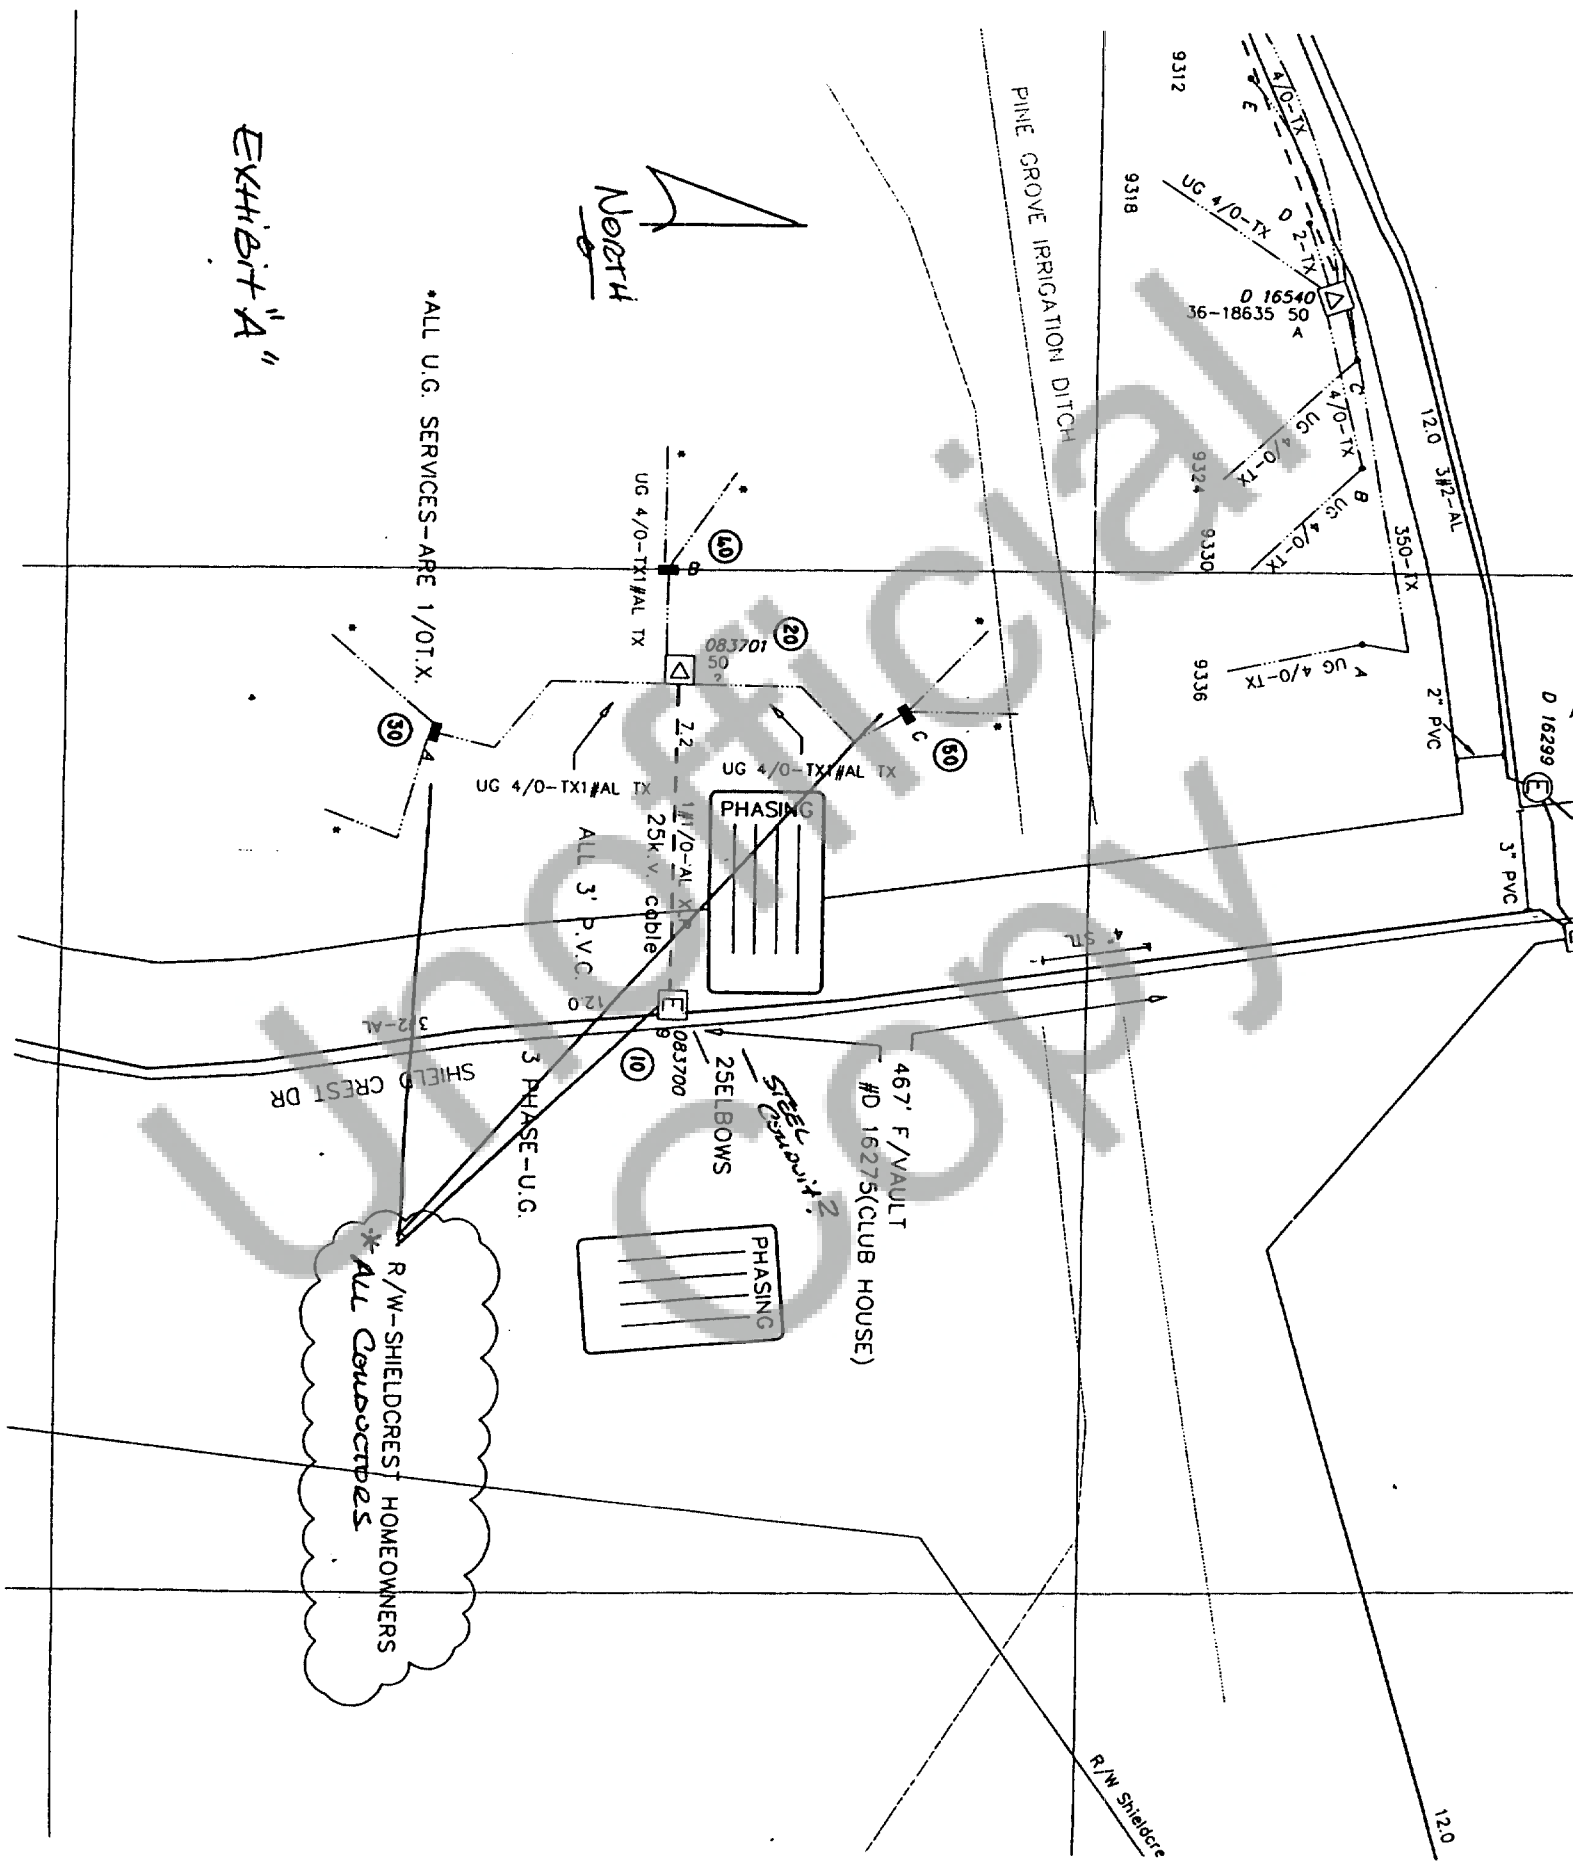 EXHIBIT "A"
NORTH
*ALL U.G. SERVICES-ARE 1/0T.X.
PINE GROVE IRRIGATION DITCH
9312
9318
9324
9330
9336
4/0-TX
E
UG 4/0-TX
D 2-TX
D 16540
36-18635 50
A
C
4/0-TX
UG 4/0-TX
B
UG 4/0-TX
350-TX
12.0 3#2-AL
A
UG 4/0-TX
2" PVC
D 16299
E
3" PVC
UG 4/0-TX1#AL TX
40
B
20
083701
50
?
30
A
50
C
UG 4/0-TX1#AL TX
UG 4/0-TX1#AL TX
7.2
1#1/0-AL XLP
25k.v. cable
ALL 3' P.V.C.
PHASING
4" STL
12.0
3#2-AL
SHIELD CREST DR
E
083700
10
3 PHASE-U.G.
25ELBOWS
STEEL CONDUIT?
467' F/VAULT
#D 16275(CLUB HOUSE)
PHASING
R/W-SHIELDCREST HOMEOWNERS
* ALL CONDUCTORS
R/W Shieldcre
12.0
Unofficial
Copy